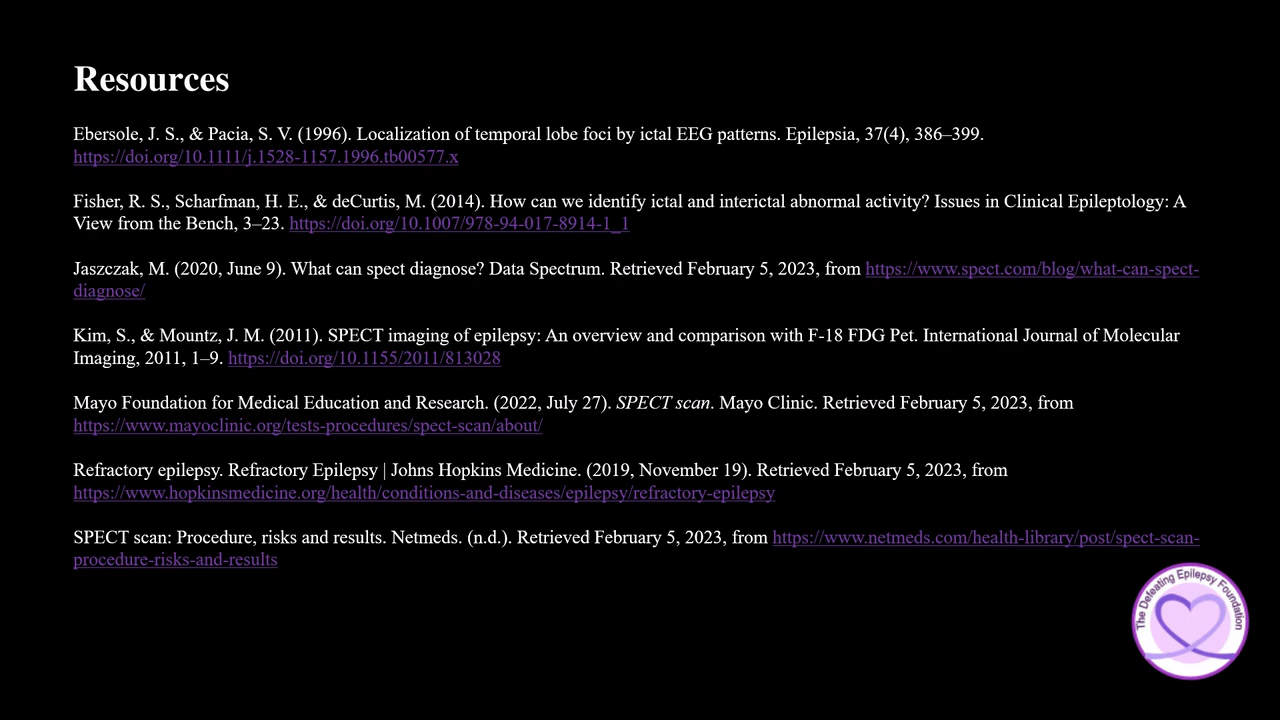 Resources
Ebersole, J. S., & Pacia, S. V. (1996). Localization of temporal lobe foci by ictal EEG patterns. Epilepsia, 37(4), 386–399.
https://doi.org/10.1111/j.1528-1157.1996.tb00577.x
Fisher, R. S., Scharfman, H. E., & deCurtis, M. (2014). How can we identify ictal and interictal abnormal activity? Issues in Clinical Epileptology: A
View from the Bench, 3–23. https://doi.org/10.1007/978-94-017-8914-1_1
Jaszczak, M. (2020, June 9). What can spect diagnose? Data Spectrum. Retrieved February 5, 2023, from https://www.spect.com/blog/what-can-spect-
diagnose/
Kim, S., & Mountz, J. M. (2011). SPECT imaging of epilepsy: An overview and comparison with F-18 FDG Pet. International Journal of Molecular
Imaging, 2011, 1–9. https://doi.org/10.1155/2011/813028
Mayo Foundation for Medical Education and Research. (2022, July 27). SPECT scan. Mayo Clinic. Retrieved February 5, 2023, from
https://www.mayoclinic.org/tests-procedures/spect-scan/about/
Refractory epilepsy. Refractory Epilepsy | Johns Hopkins Medicine. (2019, November 19). Retrieved February 5, 2023, from
https://www.hopkinsmedicine.org/health/conditions-and-diseases/epilepsy/refractory-epilepsy
SPECT scan: Procedure, risks and results. Netmeds. (n.d.). Retrieved February 5, 2023, from https://www.netmeds.com/health-library/post/spect-scan-
procedure-risks-and-results
The Defeating Epilepsy Foundation